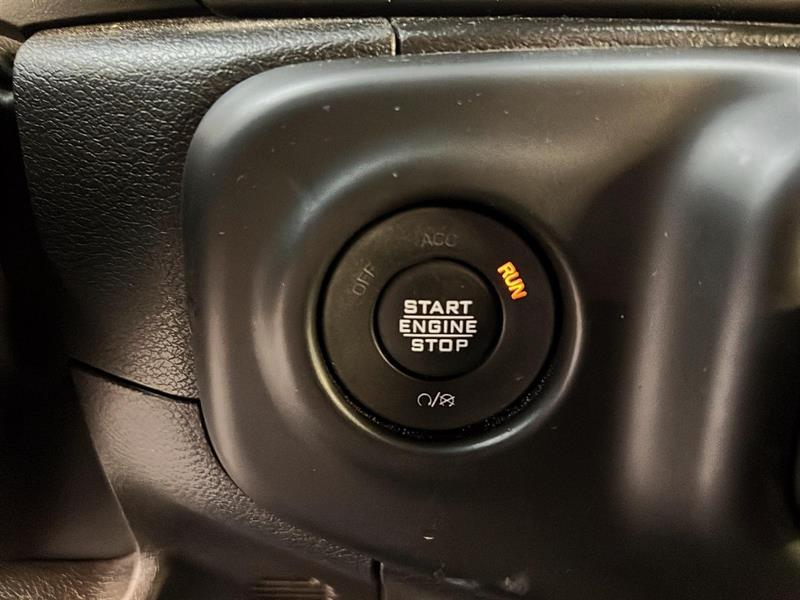 OFF
ACC
RUN
START
ENGINE
STOP